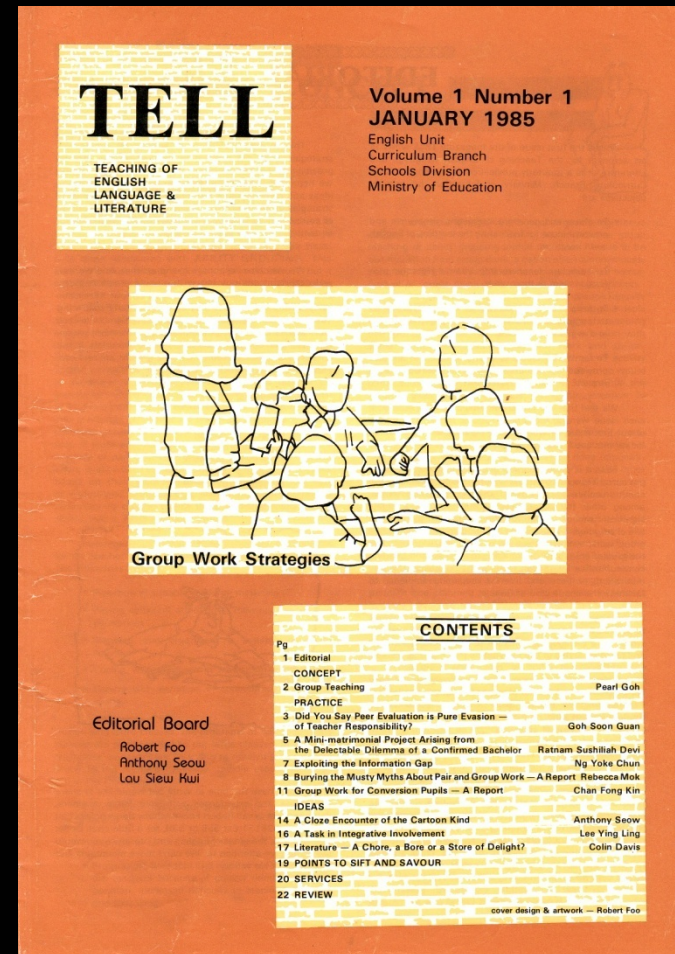 TELL
TEACHING OF
ENGLISH
LANGUAGE &
LITERATURE
Volume 1 Number 1
JANUARY 1985
English Unit
Curriculum Branch
Schools Division
Ministry of Education
Group Work Strategies
Editorial Board
Robert Foo
Anthony Seow
Lau Siew Kwi
CONTENTS
Pg
1 Editorial
CONCEPT
2 Group Teaching Pearl Goh
PRACTICE
3 Did You Say Peer Evaluation is Pure Evasion —
of Teacher Responsibility? Goh Soon Guan
5 A Mini-matrimonial Project Arising from
the Delectable Dilemma of a Confirmed Bachelor Ratnam Sushiliah Devi
7 Exploiting the Information Gap Ng Yoke Chun
8 Burying the Musty Myths About Pair and Group Work — A Report Rebecca Mok
11 Group Work for Conversion Pupils — A Report Chan Fong Kin
IDEAS
14 A Cloze Encounter of the Cartoon Kind Anthony Seow
16 A Task in Integrative Involvement Lee Ying Ling
17 Literature — A Chore, a Bore or a Store of Delight? Colin Davis
19 POINTS TO SIFT AND SAVOUR
20 SERVICES
22 REVIEW
cover design & artwork — Robert Foo